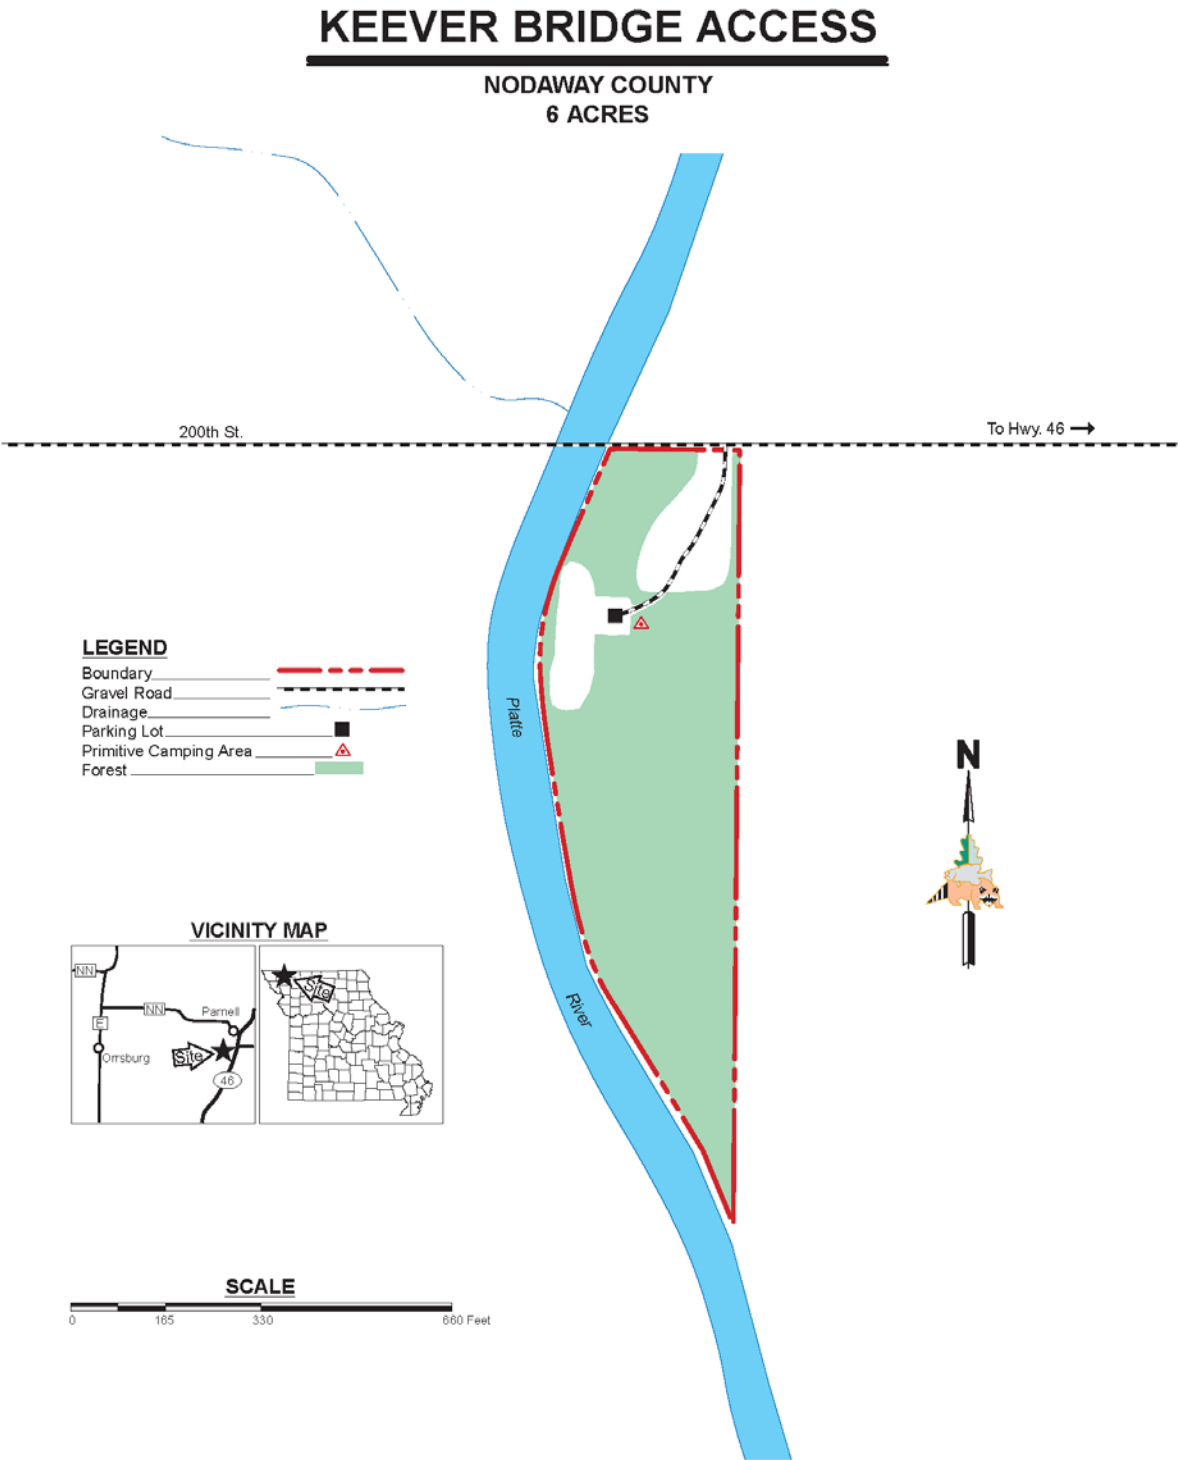 KEEVER BRIDGE ACCESS
NODAWAY COUNTY
6 ACRES
200th St.
To Hwy. 46
LEGEND
Boundary
Gravel Road
Drainage
Parking Lot
Primitive Camping Area
Forest
Platte
River
N
VICINITY MAP
NN
NN
Parnell
E
Orrsburg
Site
46
Site
SCALE
0 165 330 660 Feet